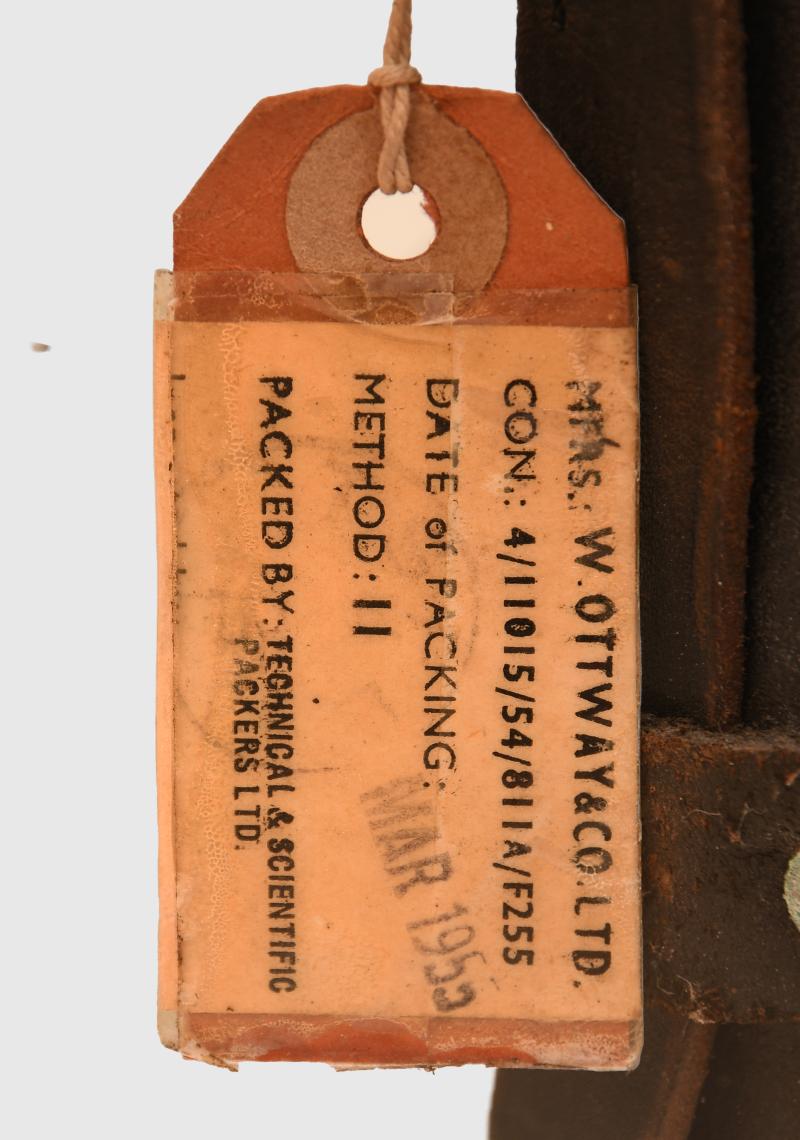 MFRS.: W. OTTWAY & CO. LTD.
CON.: 4/11015/54/811A/F255
DATE of PACKING.
MAR 1955
METHOD: II
PACKED BY: TECHNICAL & SCIENTIFIC
PACKERS LTD.